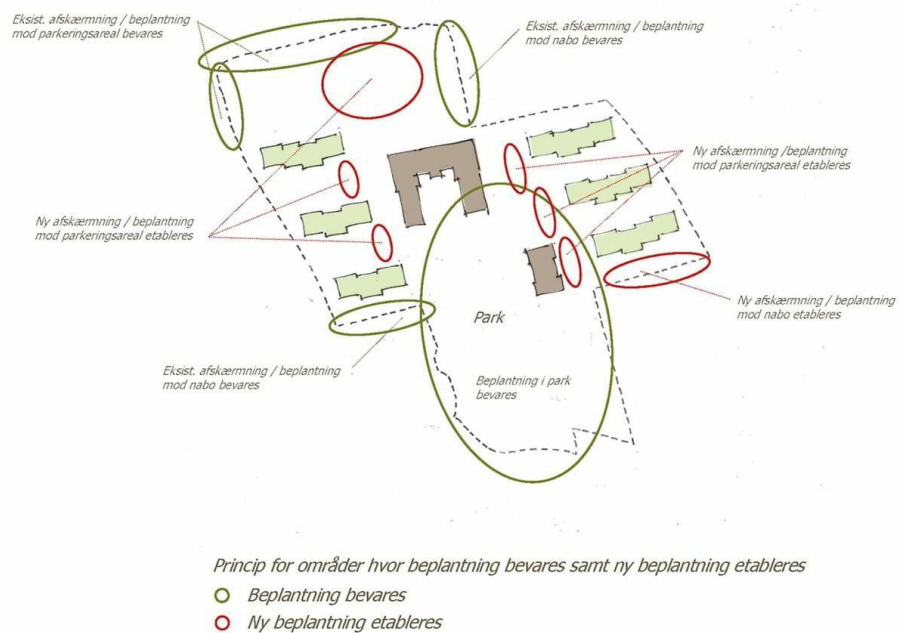 Eksist. afskærmning / beplantning
mod parkeringsareal bevares
Eksist. afskærmning / beplantning
mod nabo bevares
Ny afskærmning /beplantning
mod parkeringsareal etableres
Ny afskærmning / beplantning
mod parkeringsareal etableres
Ny afskærmning / beplantning
mod nabo etableres
Park
Eksist. afskærmning / beplantning
mod nabo bevares
Beplantning i park
bevares
Princip for områder hvor beplantning bevares samt ny beplantning etableres
Beplantning bevares
Ny beplantning etableres